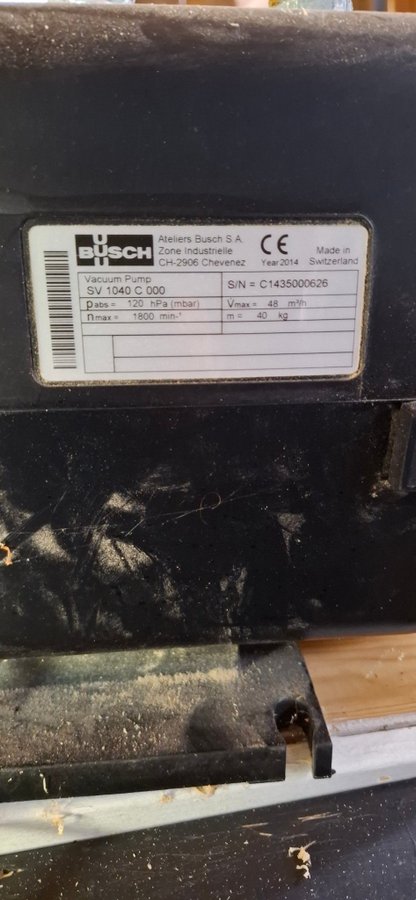 BUSCH
Ateliers Busch S.A.
Zone Industrielle
CH-2906 Chevenez
CE
Year 2014
Made in
Switzerland
Vacuum Pump
SV 1040 C 000
S/N = C1435000626
pabs = 120 hPa (mbar)
Vmax = 48 m³/h
nmax = 1800 min-¹
m = 40 kg